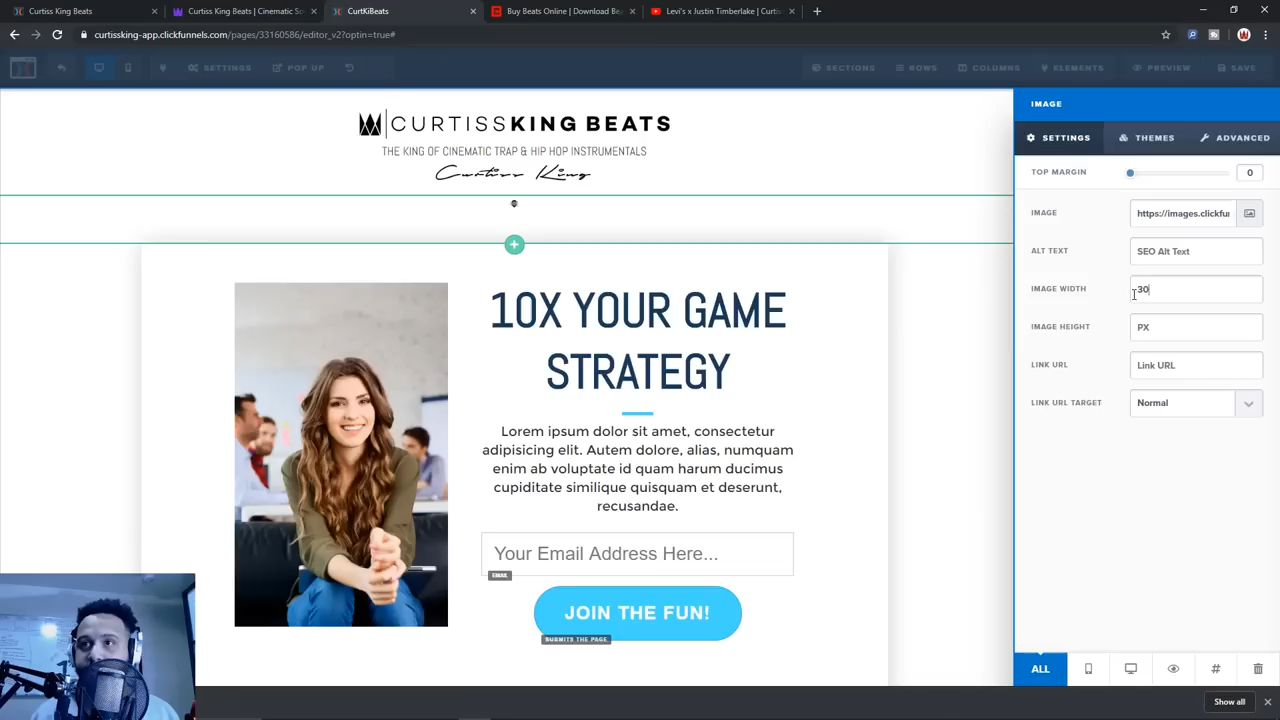 Curtiss King Beats
Curtiss King Beats | Cinematic So
CurtKiBeats
Buy Beats Online | Download Be
Levi's x Justin Timberlake | Curtis
curtissking-app.clickfunnels.com/pages/33160586/editor_v2?optin=true#
SETTINGS
POP UP
SECTIONS
ROWS
COLUMNS
ELEMENTS
PREVIEW
SAVE
IMAGE
SETTINGS
THEMES
ADVANCED
CURTISSKING BEATS
THE KING OF CINEMATIC TRAP & HIP HOP INSTRUMENTALS
Curtiss King
TOP MARGIN
0
IMAGE
https://images.clickfu
ALT TEXT
SEO Alt Text
IMAGE WIDTH
30
IMAGE HEIGHT
PX
LINK URL
Link URL
LINK URL TARGET
Normal
10X YOUR GAME
STRATEGY
Lorem ipsum dolor sit amet, consectetur
adipisicing elit. Autem dolore, alias, numquam
enim ab voluptate id quam harum ducimus
cupiditate similique quisquam et deserunt,
recusandae.
Your Email Address Here...
EMAIL
JOIN THE FUN!
SUBMITS THE PAGE
ALL
#
Show all